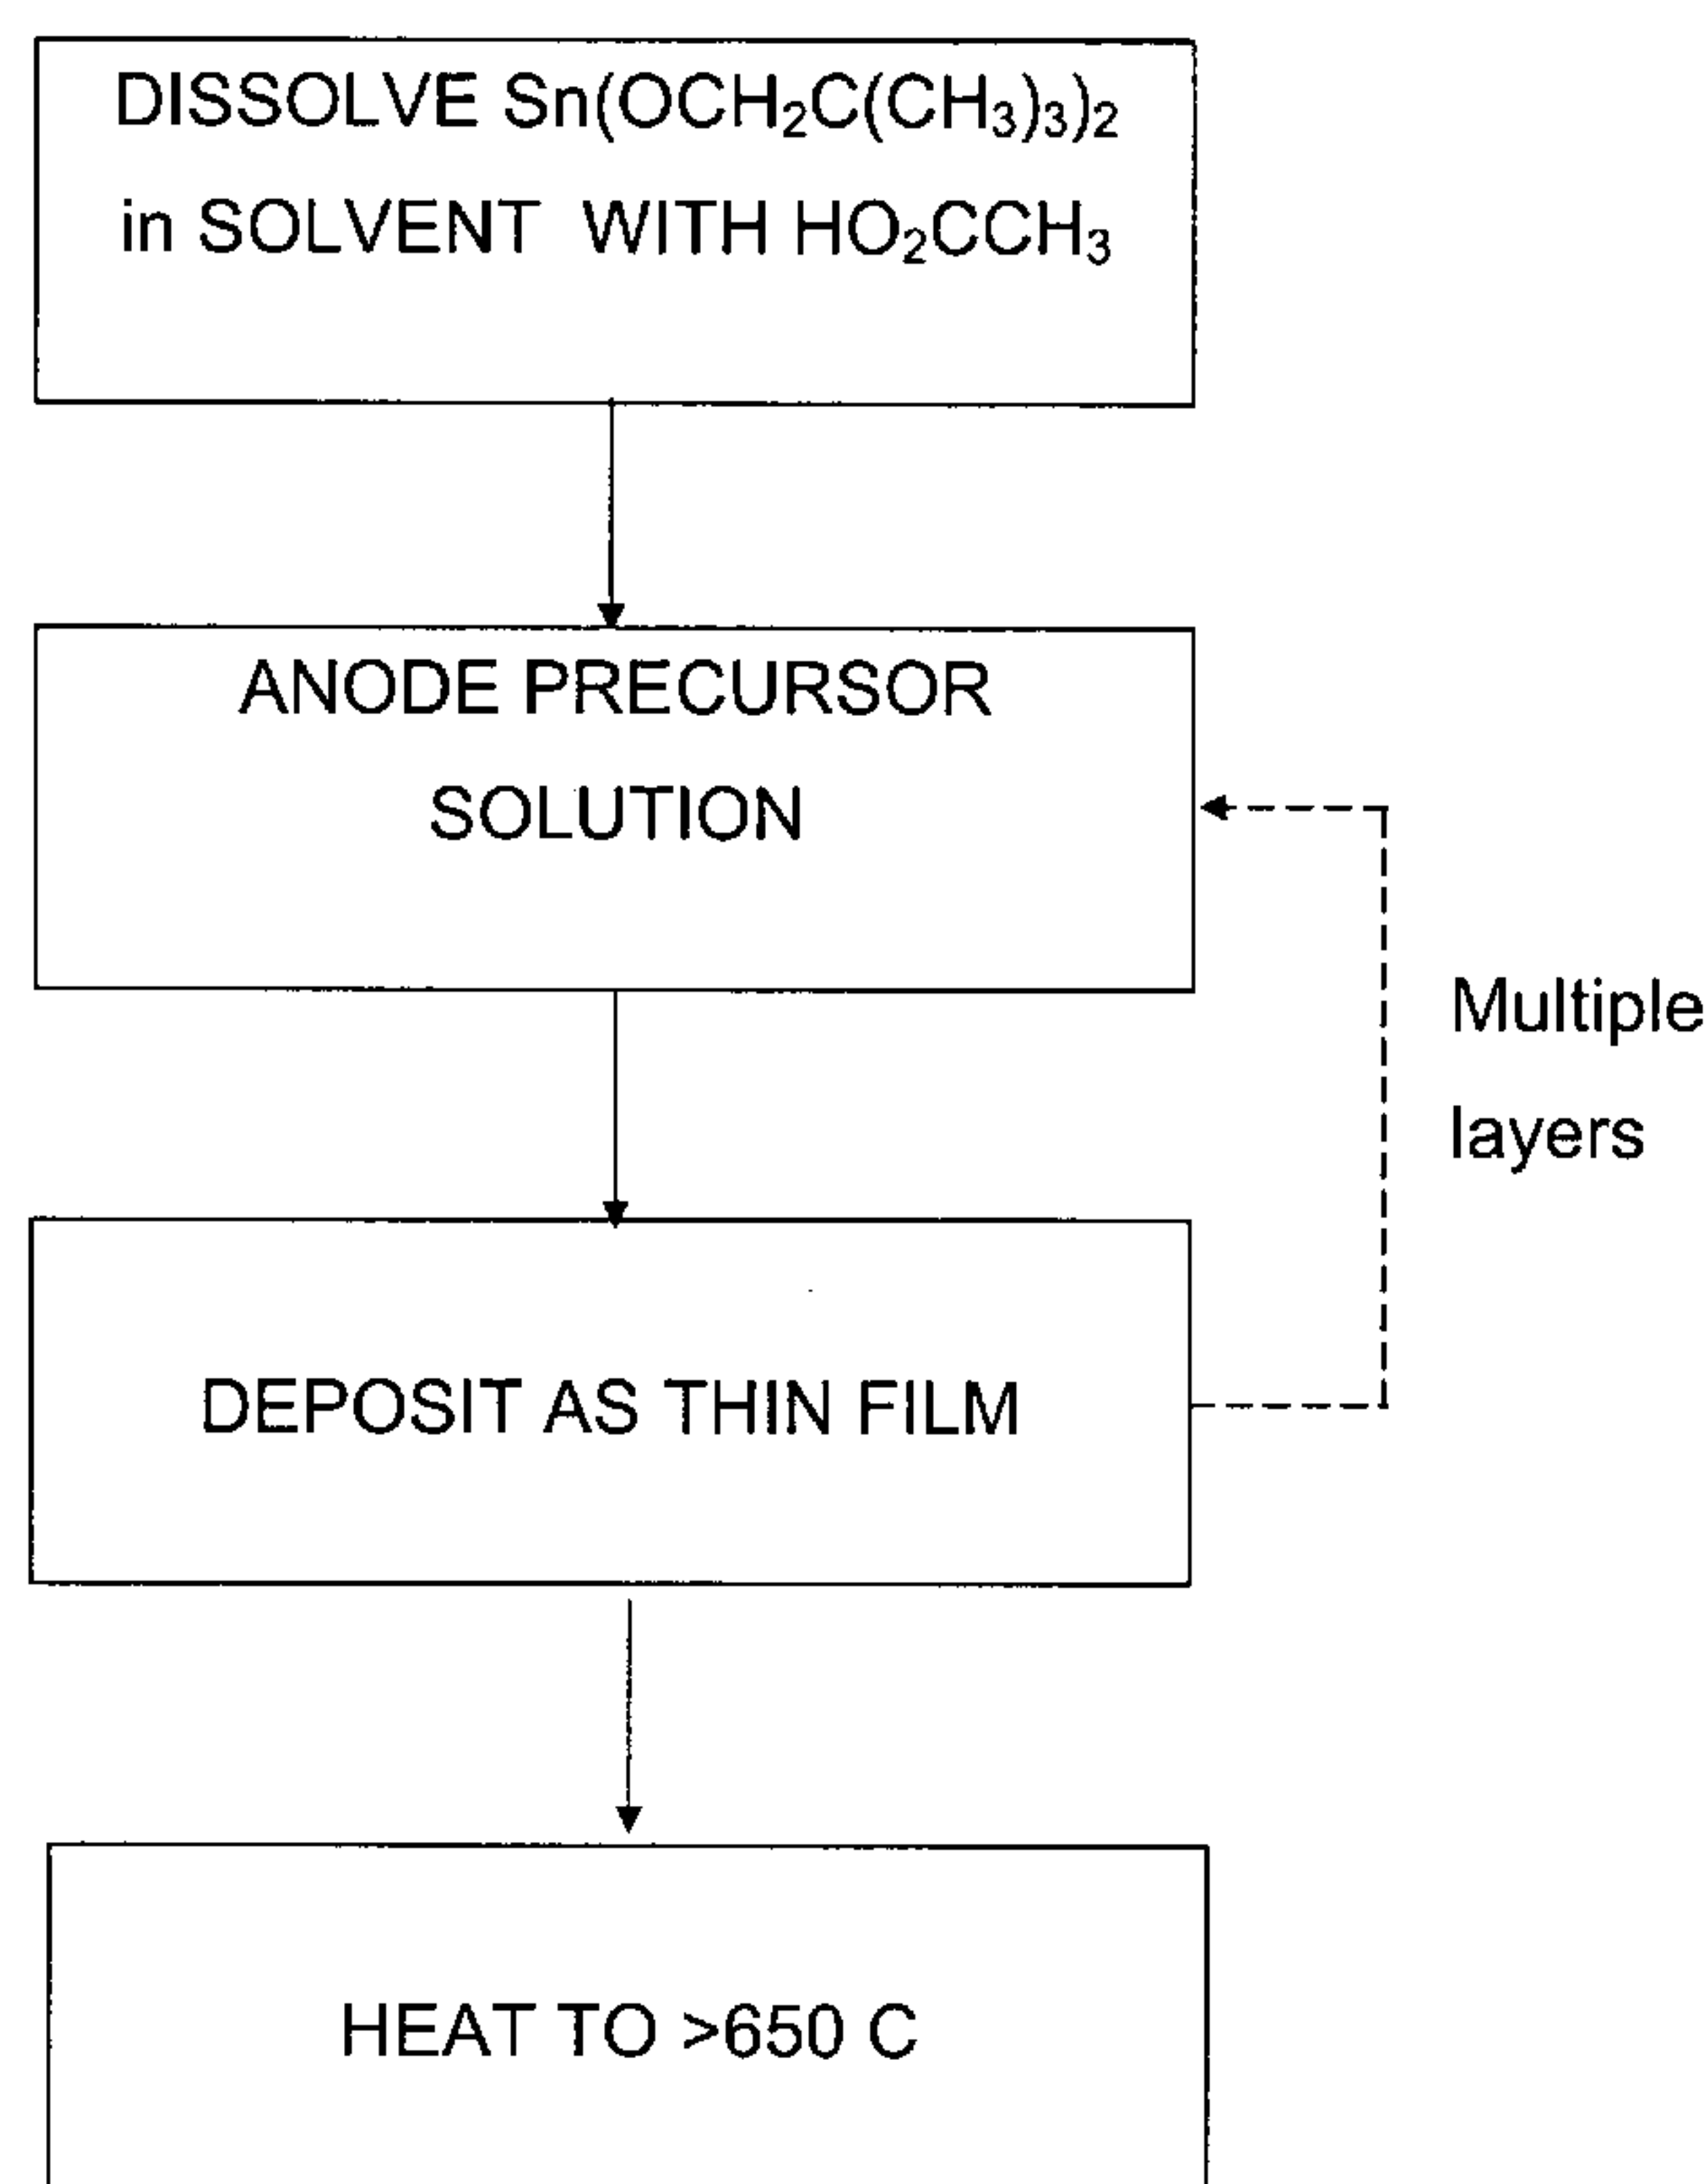 DISSOLVE Sn(OCH₂C(CH₃)₃)₂
in SOLVENT WITH HO₂CCH₃
ANODE PRECURSOR
SOLUTION
Multiple
layers
DEPOSIT AS THIN FILM
HEAT TO >650 C